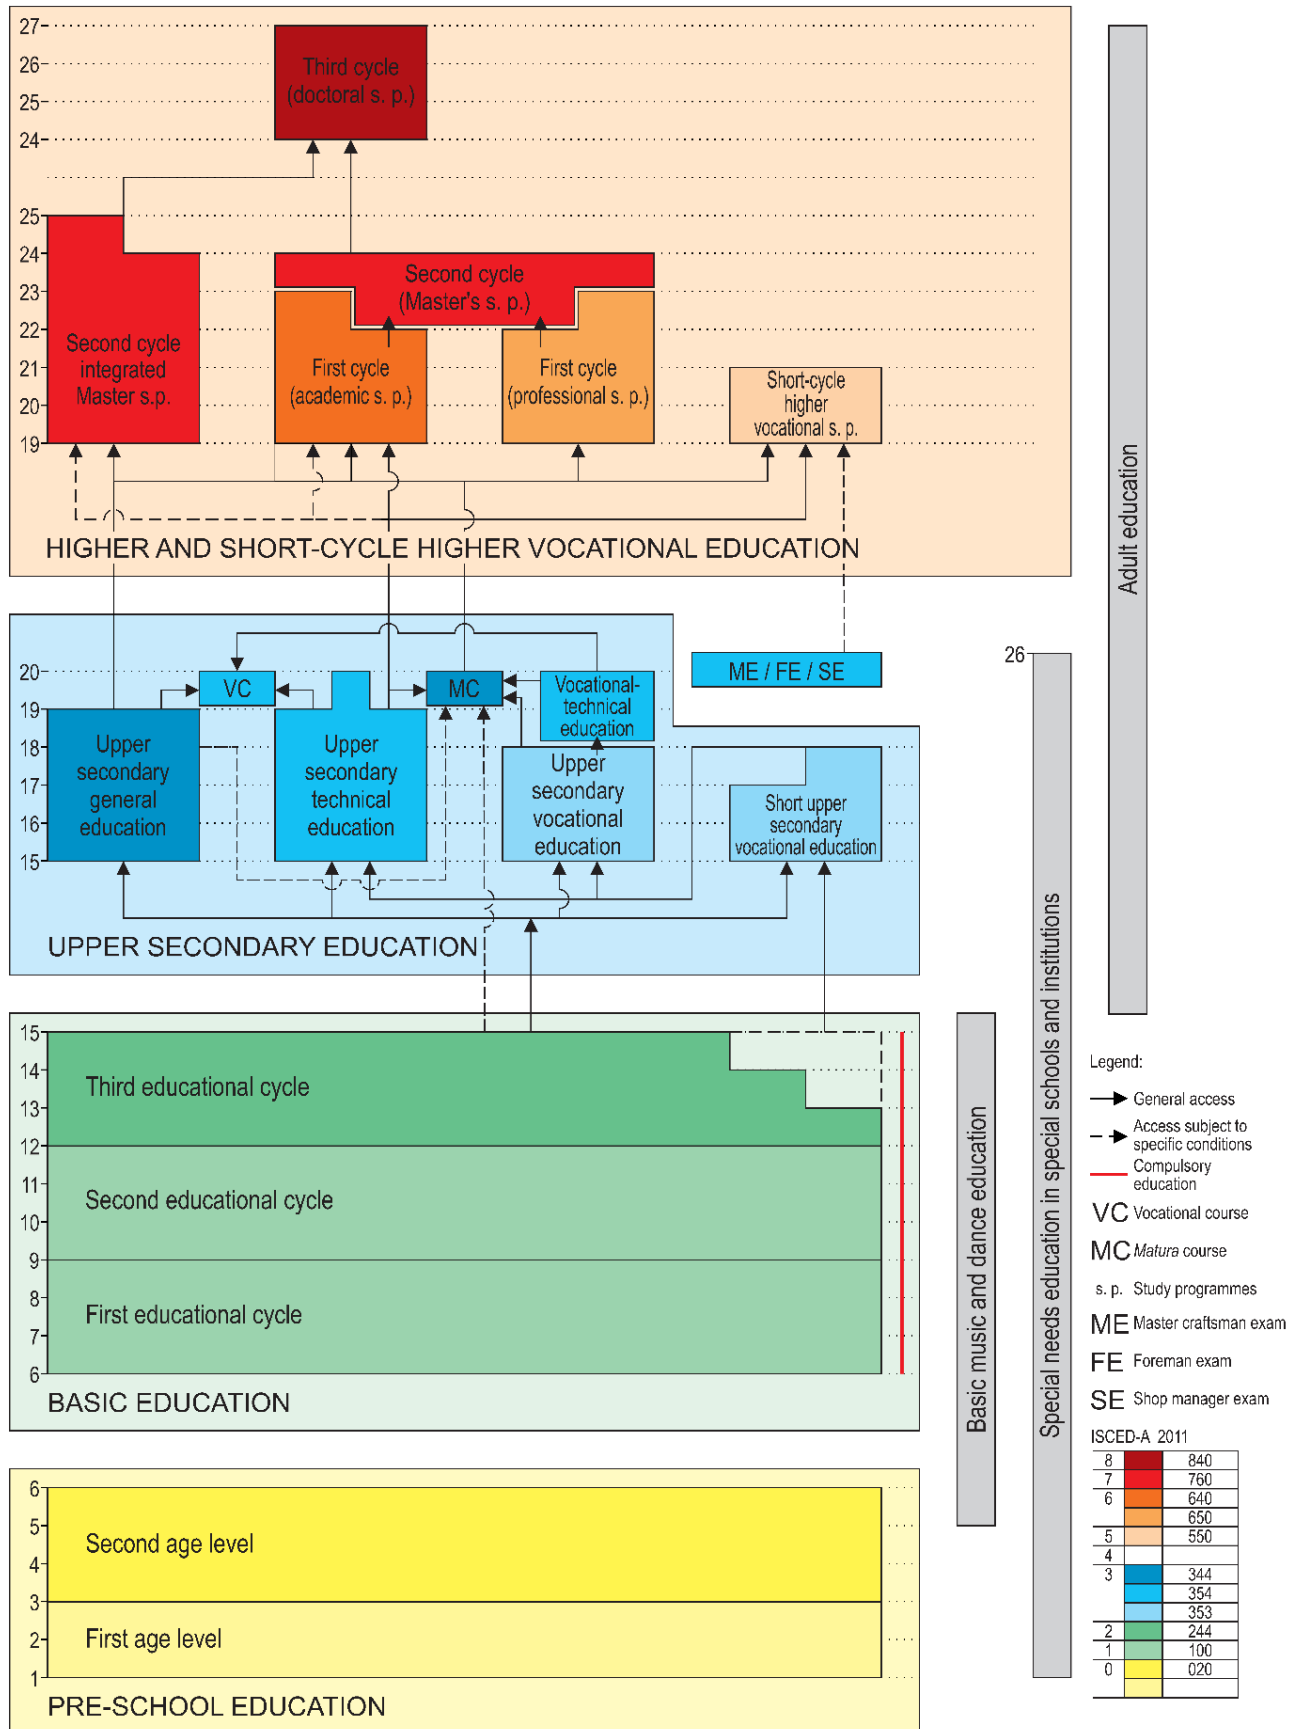 27
26
25
24
Third cycle
(doctoral s. p.)
25
24
23
22
21
20
19
Second cycle
integrated
Master s.p.
Second cycle
(Master's s. p.)
First cycle
(academic s. p.)
First cycle
(professional s. p.)
Short-cycle
higher
vocational s. p.
HIGHER AND SHORT-CYCLE HIGHER VOCATIONAL EDUCATION
Adult education
20
19
18
17
16
15
VC
MC
Vocational-
technical
education
ME / FE / SE
26
Upper
secondary
general
education
Upper
secondary
technical
education
Upper
secondary
vocational
education
Short upper
secondary
vocational education
UPPER SECONDARY EDUCATION
Special needs education in special schools and institutions
15
14
13
12
11
10
9
8
7
6
Third educational cycle
Second educational cycle
First educational cycle
BASIC EDUCATION
Basic music and dance education
6
5
4
3
2
1
Second age level
First age level
PRE-SCHOOL EDUCATION
Legend:
General access
Access subject to
specific conditions
Compulsory
education
VC Vocational course
MC Matura course
s. p. Study programmes
ME Master craftsman exam
FE Foreman exam
SE Shop manager exam
ISCED-A 2011
8 840
7 760
6 640
650
5 550
4
3 344
354
353
2 244
1 100
0 020